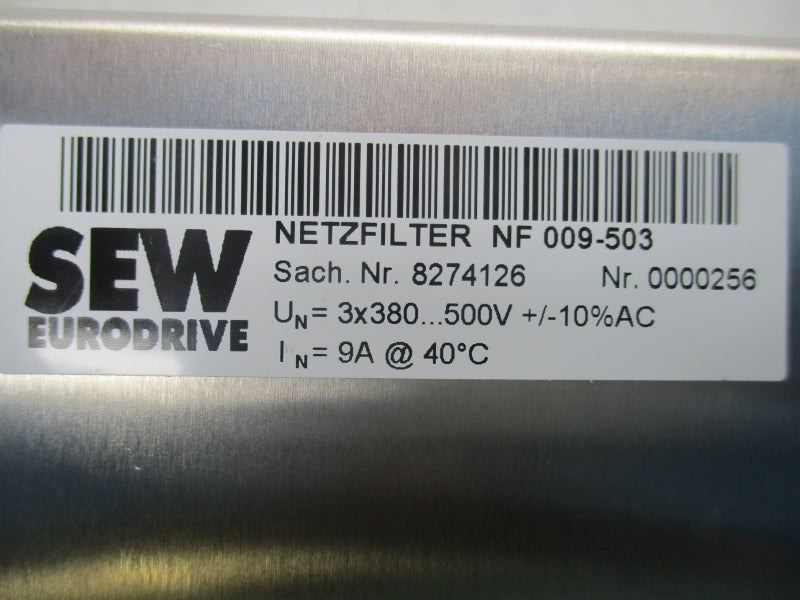 SEW
EURODRIVE
NETZFILTER NF 009-503
Sach. Nr. 8274126 Nr. 0000256
UN= 3x380...500V +/-10%AC
IN= 9A @ 40°C